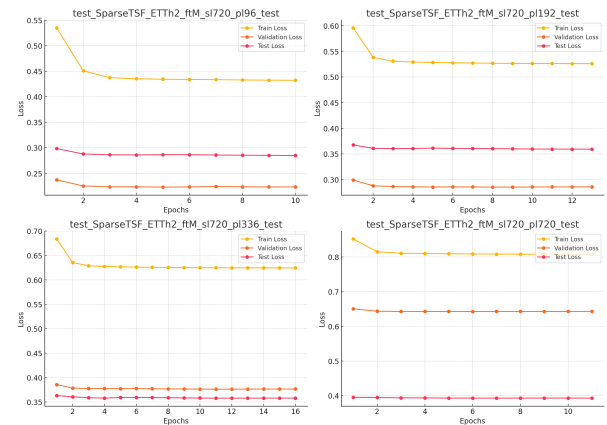 test_SparseTSF_ETTh2_ftM_sl720_pl96_test
0.55
0.50
0.45
0.40
0.35
0.30
0.25
Loss
Train Loss
Validation Loss
Test Loss
2
4
6
8
10
Epochs
test_SparseTSF_ETTh2_ftM_sl720_pl192_test
0.60
0.55
0.50
0.45
0.40
0.35
0.30
Loss
Train Loss
Validation Loss
Test Loss
2
4
6
8
10
12
Epochs
test_SparseTSF_ETTh2_ftM_sl720_pl336_test
0.70
0.65
0.60
0.55
0.50
0.45
0.40
0.35
Loss
Train Loss
Validation Loss
Test Loss
2
4
6
8
10
12
14
16
Epochs
test_SparseTSF_ETTh2_ftM_sl720_pl720_test
0.8
0.7
0.6
0.5
0.4
Loss
Train Loss
Validation Loss
Test Loss
2
4
6
8
10
Epochs